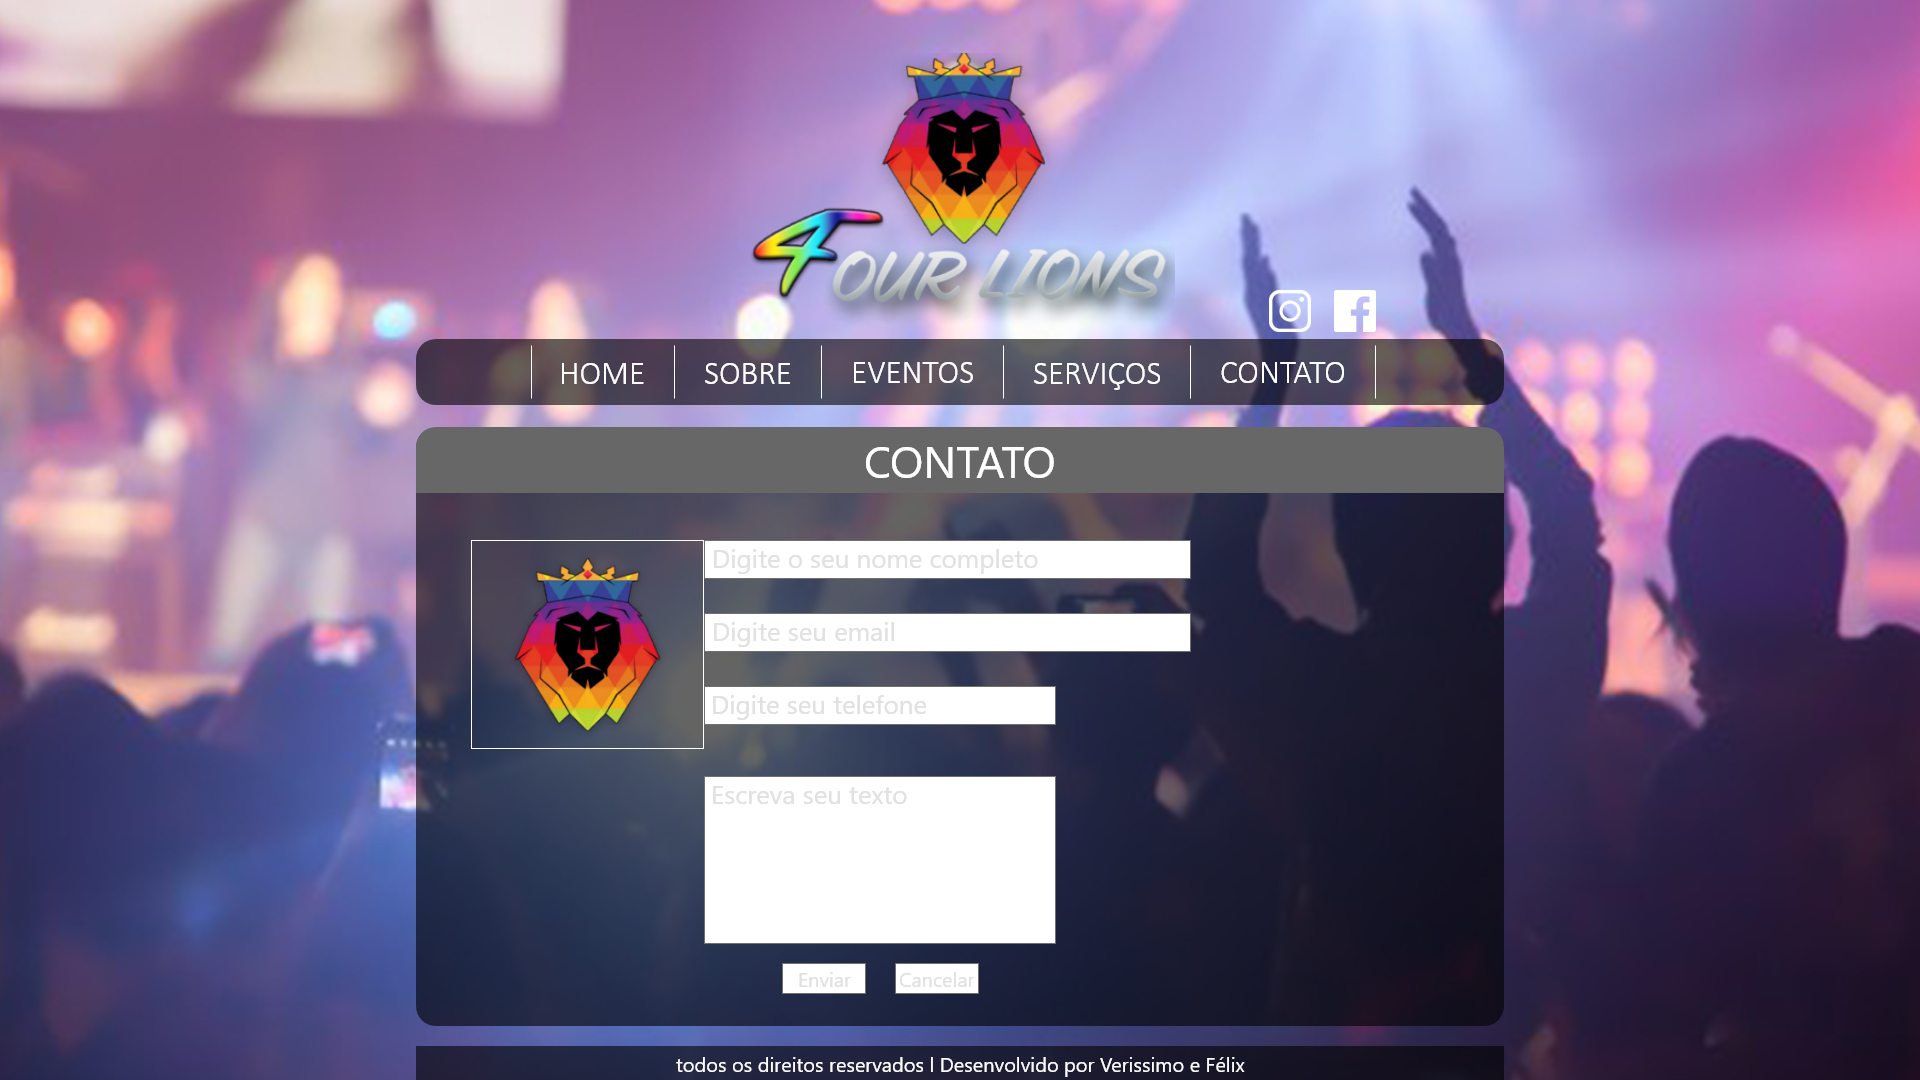 4OUR LIONS
HOME SOBRE EVENTOS SERVIÇOS CONTATO
CONTATO
Digite o seu nome completo
Digite seu email
Digite seu telefone
Escreva seu texto
Enviar Cancelar
todos os direitos reservados | Desenvolvido por Verissimo e Félix